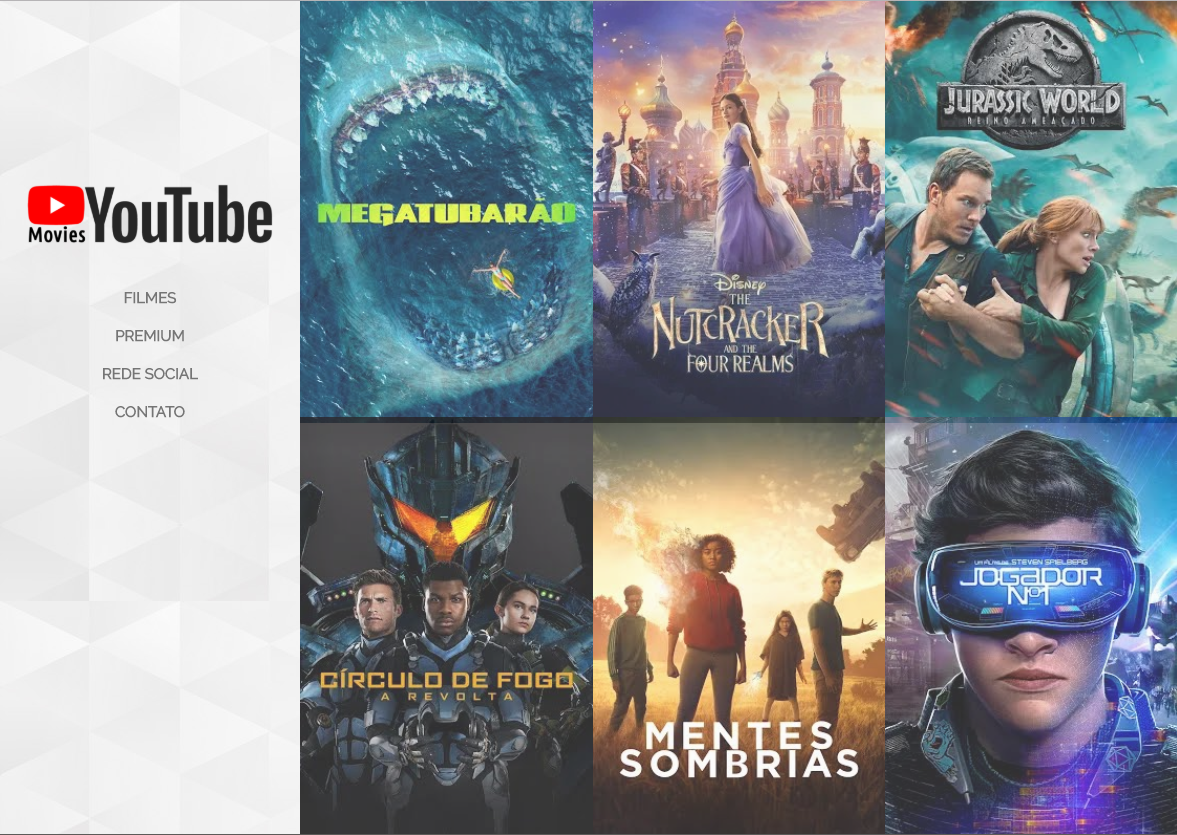 YouTube
Movies
FILMES
PREMIUM
REDE SOCIAL
CONTATO
MEGATUBARÃO
Disney
THE
NUTCRACKER
AND THE
FOUR REALMS
JURASSIC WORLD
REINO AMEAÇADO
CÍRCULO DE FOGO
A REVOLTA
MENTES
SOMBRIAS
UM FILME DE STEVEN SPIELBERG
JOGADOR
Nº1